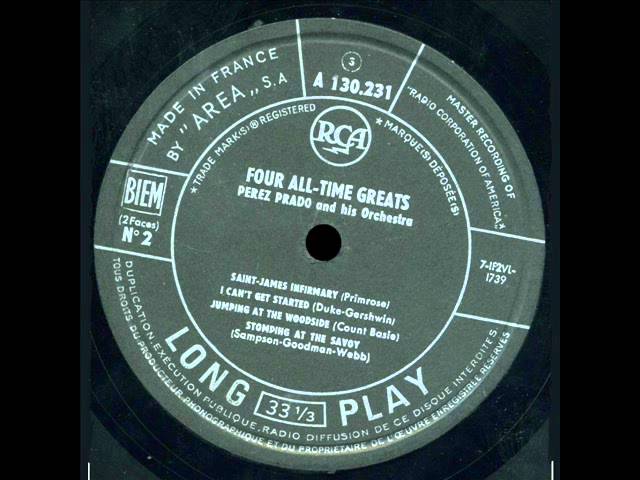 MADE IN FRANCE
BY "AREA" S.A
S
A 130.231
MASTER RECORDING OF
"RADIO CORPORATION OF AMERICA"
★ TRADE MARK(S)® REGISTERED
★ MARQUE(S) DÉPOSÉE(S)
RCA
BIEM
(2 Faces)
N° 2
FOUR ALL-TIME GREATS
PEREZ PRADO and his Orchestra
7-1F2VL-
1739
SAINT-JAMES INFIRMARY (Primrose)
I CAN'T GET STARTED (Duke-Gershwin)
JUMPING AT THE WOODSIDE (Count Basie)
STOMPING AT THE SAVOY
(Sampson-Goodman-Webb)
LONG 33 1/3 PLAY
TOUS DROITS DU PRODUCTEUR PHONOGRAPHIQUE ET DU PROPRIETAIRE DE L'ŒUVRE ENREGISTRÉE RÉSERVÉS
DUPLICATION, EXÉCUTION PUBLIQUE, RADIO DIFFUSION DE CE DISQUE INTERDITES.